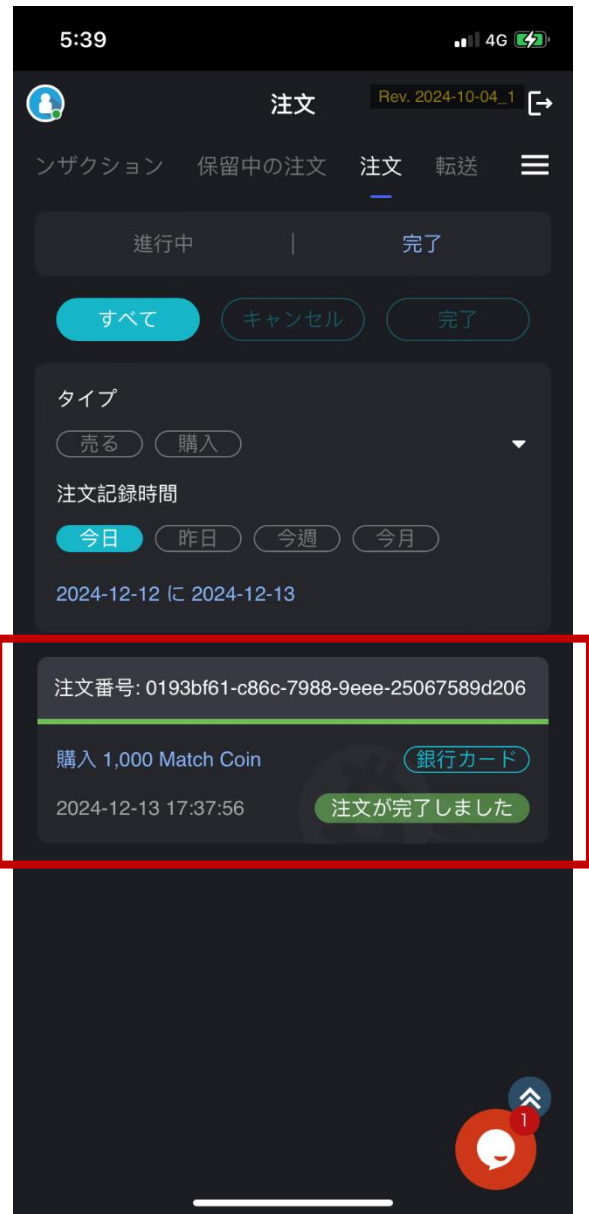 5:39
4G
注文
Rev. 2024-10-04_1
ンザクション 保留中の注文 注文 転送
進行中 | 完了
すべて キャンセル 完了
タイプ
売る 購入
注文記録時間
今日 昨日 今週 今月
2024-12-12 に 2024-12-13
注文番号: 0193bf61-c86c-7988-9eee-25067589d206
購入 1,000 Match Coin 銀行カード
2024-12-13 17:37:56 注文が完了しました
1